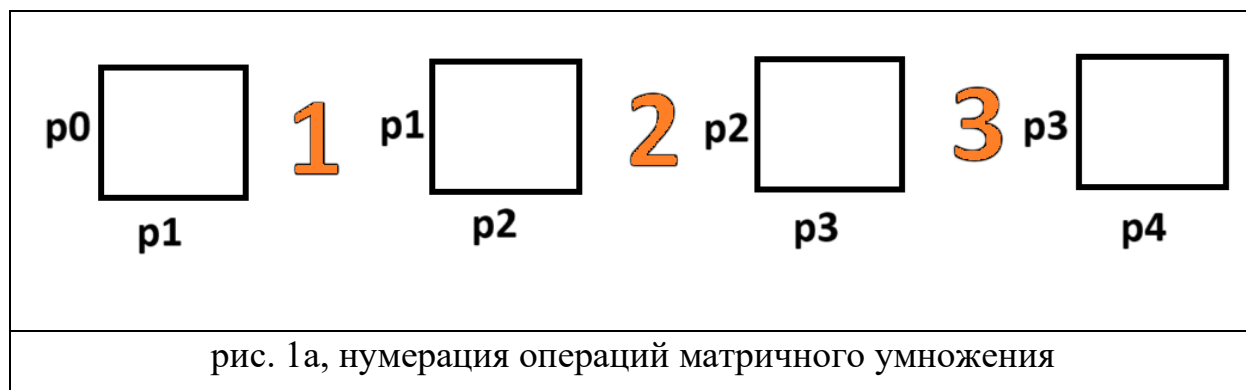 p0 1 p1 2 p2 3 p3
p1 p2 p3 p4
рис. 1а, нумерация операций матричного умножения